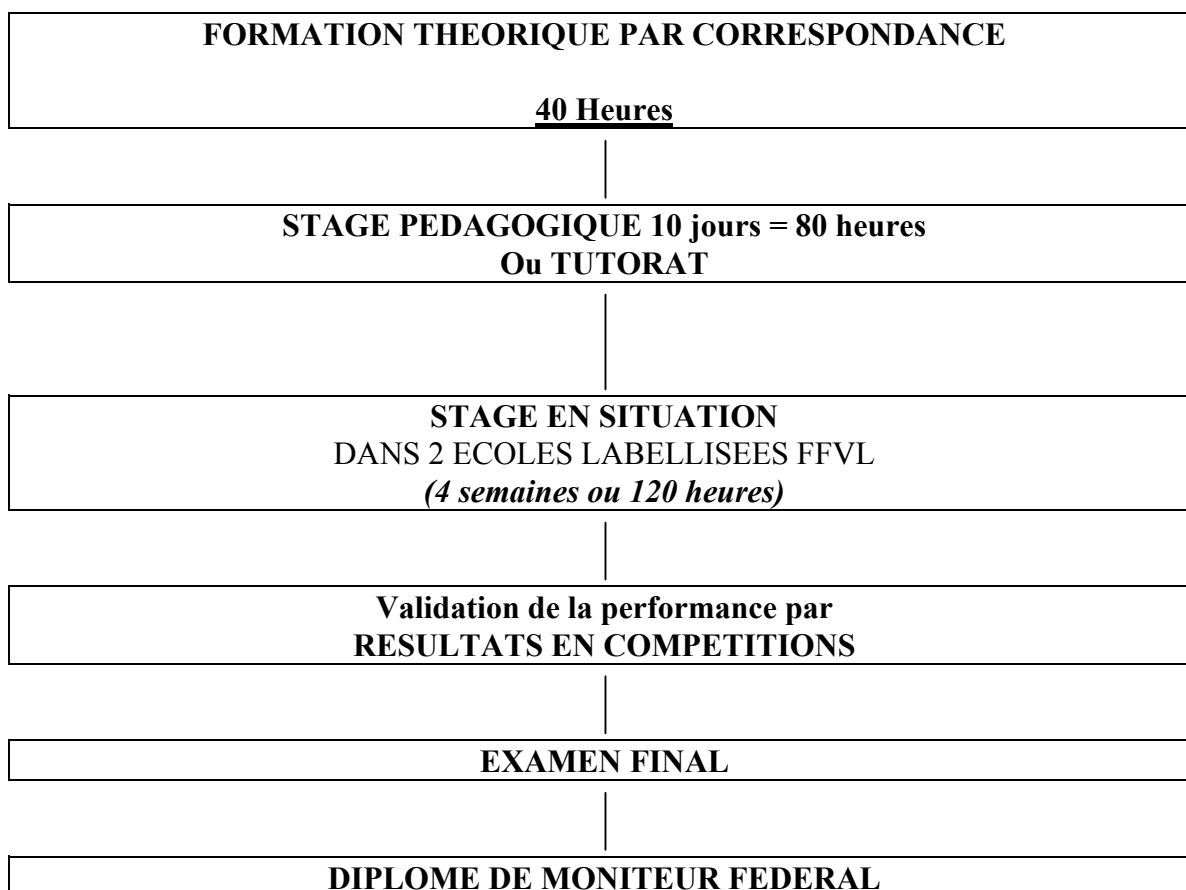 FORMATION THEORIQUE PAR CORRESPONDANCE
40 Heures
STAGE PEDAGOGIQUE 10 jours = 80 heures
Ou TUTORAT
STAGE EN SITUATION
DANS 2 ECOLES LABELLISEES FFVL
(4 semaines ou 120 heures)
Validation de la performance par
RESULTATS EN COMPETITIONS
EXAMEN FINAL
DIPLOME DE MONITEUR FEDERAL